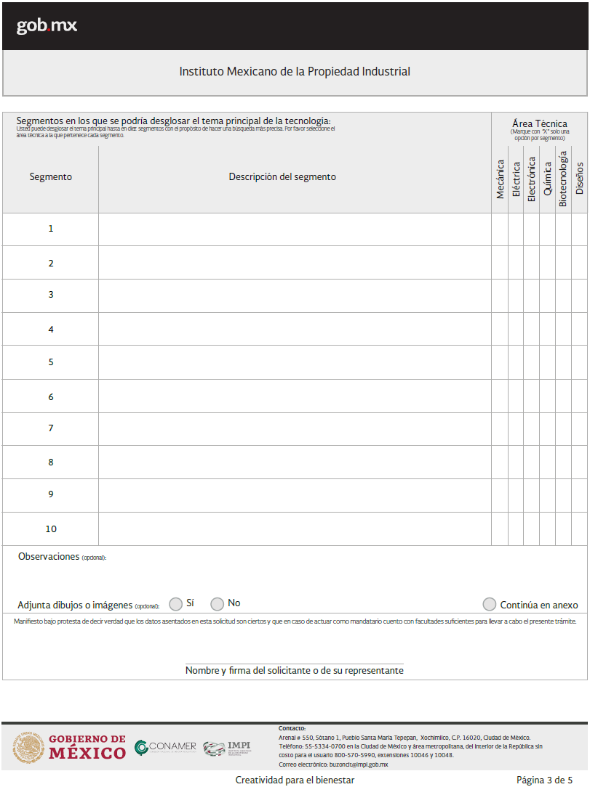 gob.mx
Instituto Mexicano de la Propiedad Industrial
Segmentos en los que se podría desglosar el tema principal de la tecnología:
Usted puede desglosar el tema principal hasta en diez segmentos con el propósito de hacer una búsqueda más precisa. Por favor seleccione el
área técnica a la que pertenece cada segmento.
Área Técnica
(Marque con "X" solo una
opción por segmento)
Segmento
Descripción del segmento
Mecánica
Eléctrica
Electrónica
Química
Biotecnología
Diseños
1
2
3
4
5
6
7
8
9
10
Observaciones (opcional):
Adjunta dibujos o imágenes (opcional): Sí No
Continúa en anexo
Manifiesto bajo protesta de decir verdad que los datos asentados en esta solicitud son ciertos y que en caso de actuar como mandatario cuento con facultades suficientes para llevar a cabo el presente trámite.
Nombre y firma del solicitante o de su representante
GOBIERNO DE
MÉXICO
CONAMER
IMPI
Contacto:
Arenal # 550, Sótano 1, Pueblo Santa María Tepepan, Xochimilco, C.P. 16020, Ciudad de México.
Teléfono: 55-5334-0700 en la Ciudad de México y área metropolitana, del Interior de la República sin
costo para el usuario 800-570-5990, extensiones 10046 y 10048.
Correo electrónico: buzoncit@impi.gob.mx
Creatividad para el bienestar
Página 3 de 5